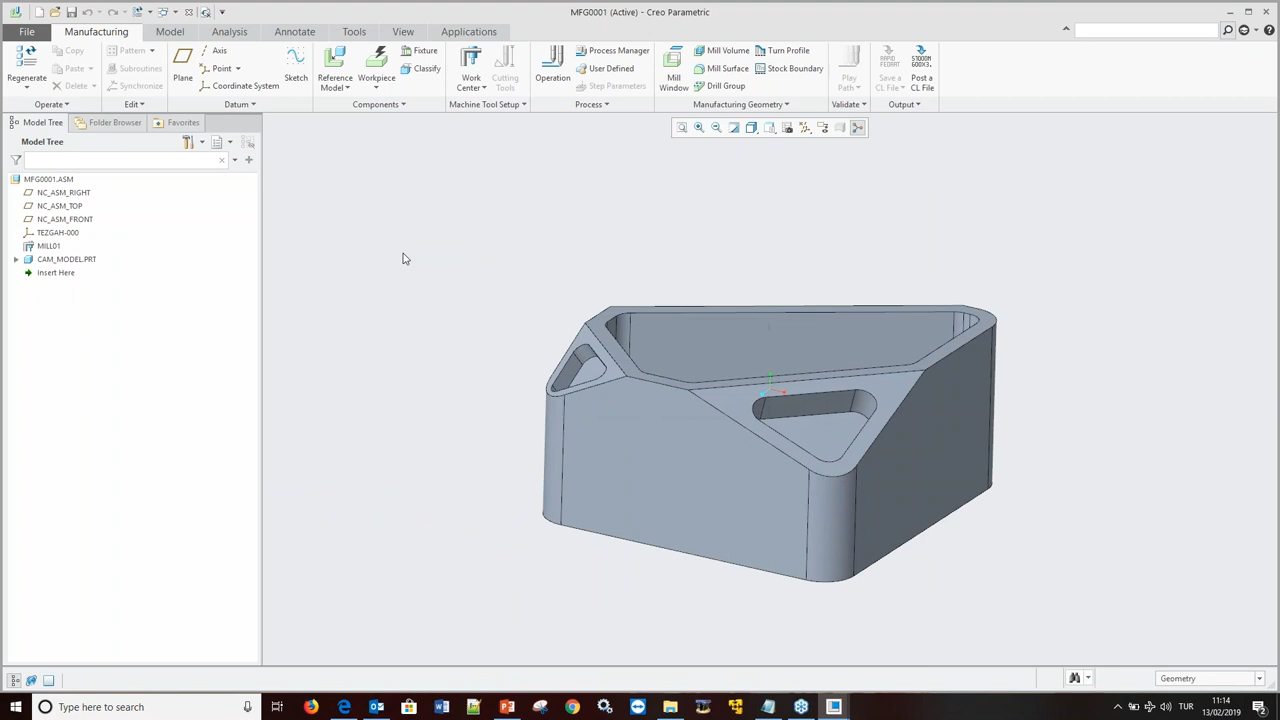 MFG0001 (Active) - Creo Parametric
File Manufacturing Model Analysis Annotate Tools View Applications
Regenerate
Copy
Paste
Delete
Operate
Pattern
Subroutines
Synchronize
Edit
Plane
Axis
Point
Coordinate System
Sketch
Datum
Reference Model
Workpiece
Fixture
Classify
Components
Work Center
Cutting Tools
Machine Tool Setup
Operation
Process Manager
User Defined
Step Parameters
Process
Mill Window
Mill Volume
Mill Surface
Drill Group
Turn Profile
Stock Boundary
Manufacturing Geometry
Play Path
Validate
Save a CL File
Post a CL File
Output
Model Tree Folder Browser Favorites
Model Tree
MFG0001.ASM
NC_ASM_RIGHT
NC_ASM_TOP
NC_ASM_FRONT
TEZGAH-000
MILL01
CAM_MODEL.PRT
Insert Here
Geometry
Type here to search
TUR
11:14
13/02/2019